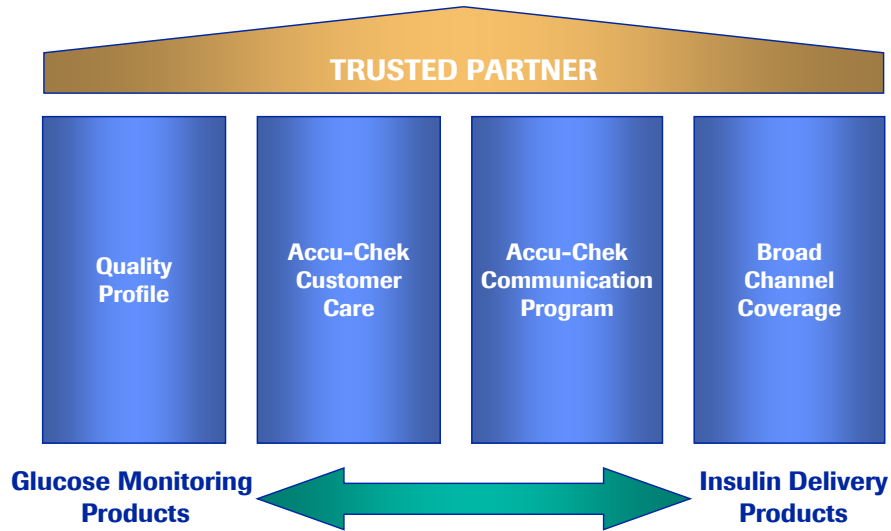 TRUSTED PARTNER
Quality
Profile
Accu-Chek
Customer
Care
Accu-Chek
Communication
Program
Broad
Channel
Coverage
Glucose Monitoring
Products
Insulin Delivery
Products